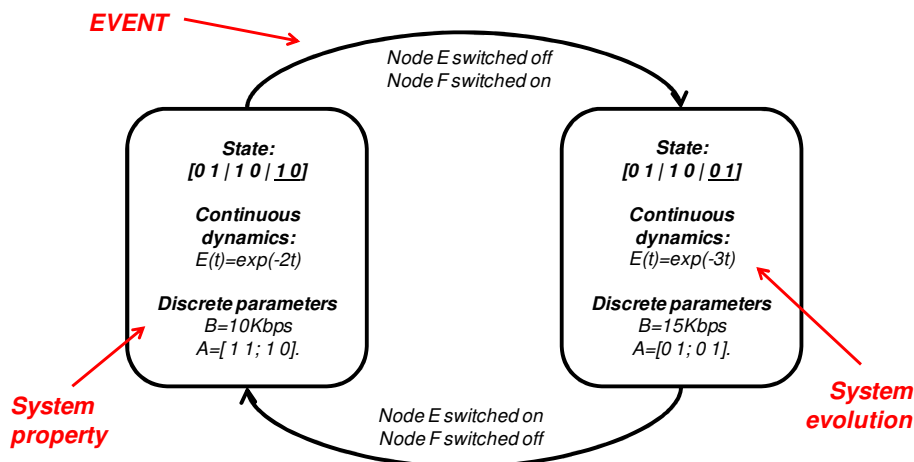 EVENT
Node E switched off
Node F switched on
State:
[0 1 | 1 0 | 1 0]
Continuous
dynamics:
E(t)=exp(-2t)
Discrete parameters
B=10Kbps
A=[ 1 1; 1 0].
State:
[0 1 | 1 0 | 0 1]
Continuous
dynamics:
E(t)=exp(-3t)
Discrete parameters
B=15Kbps
A=[0 1; 0 1].
System
property
Node E switched on
Node F switched off
System
evolution